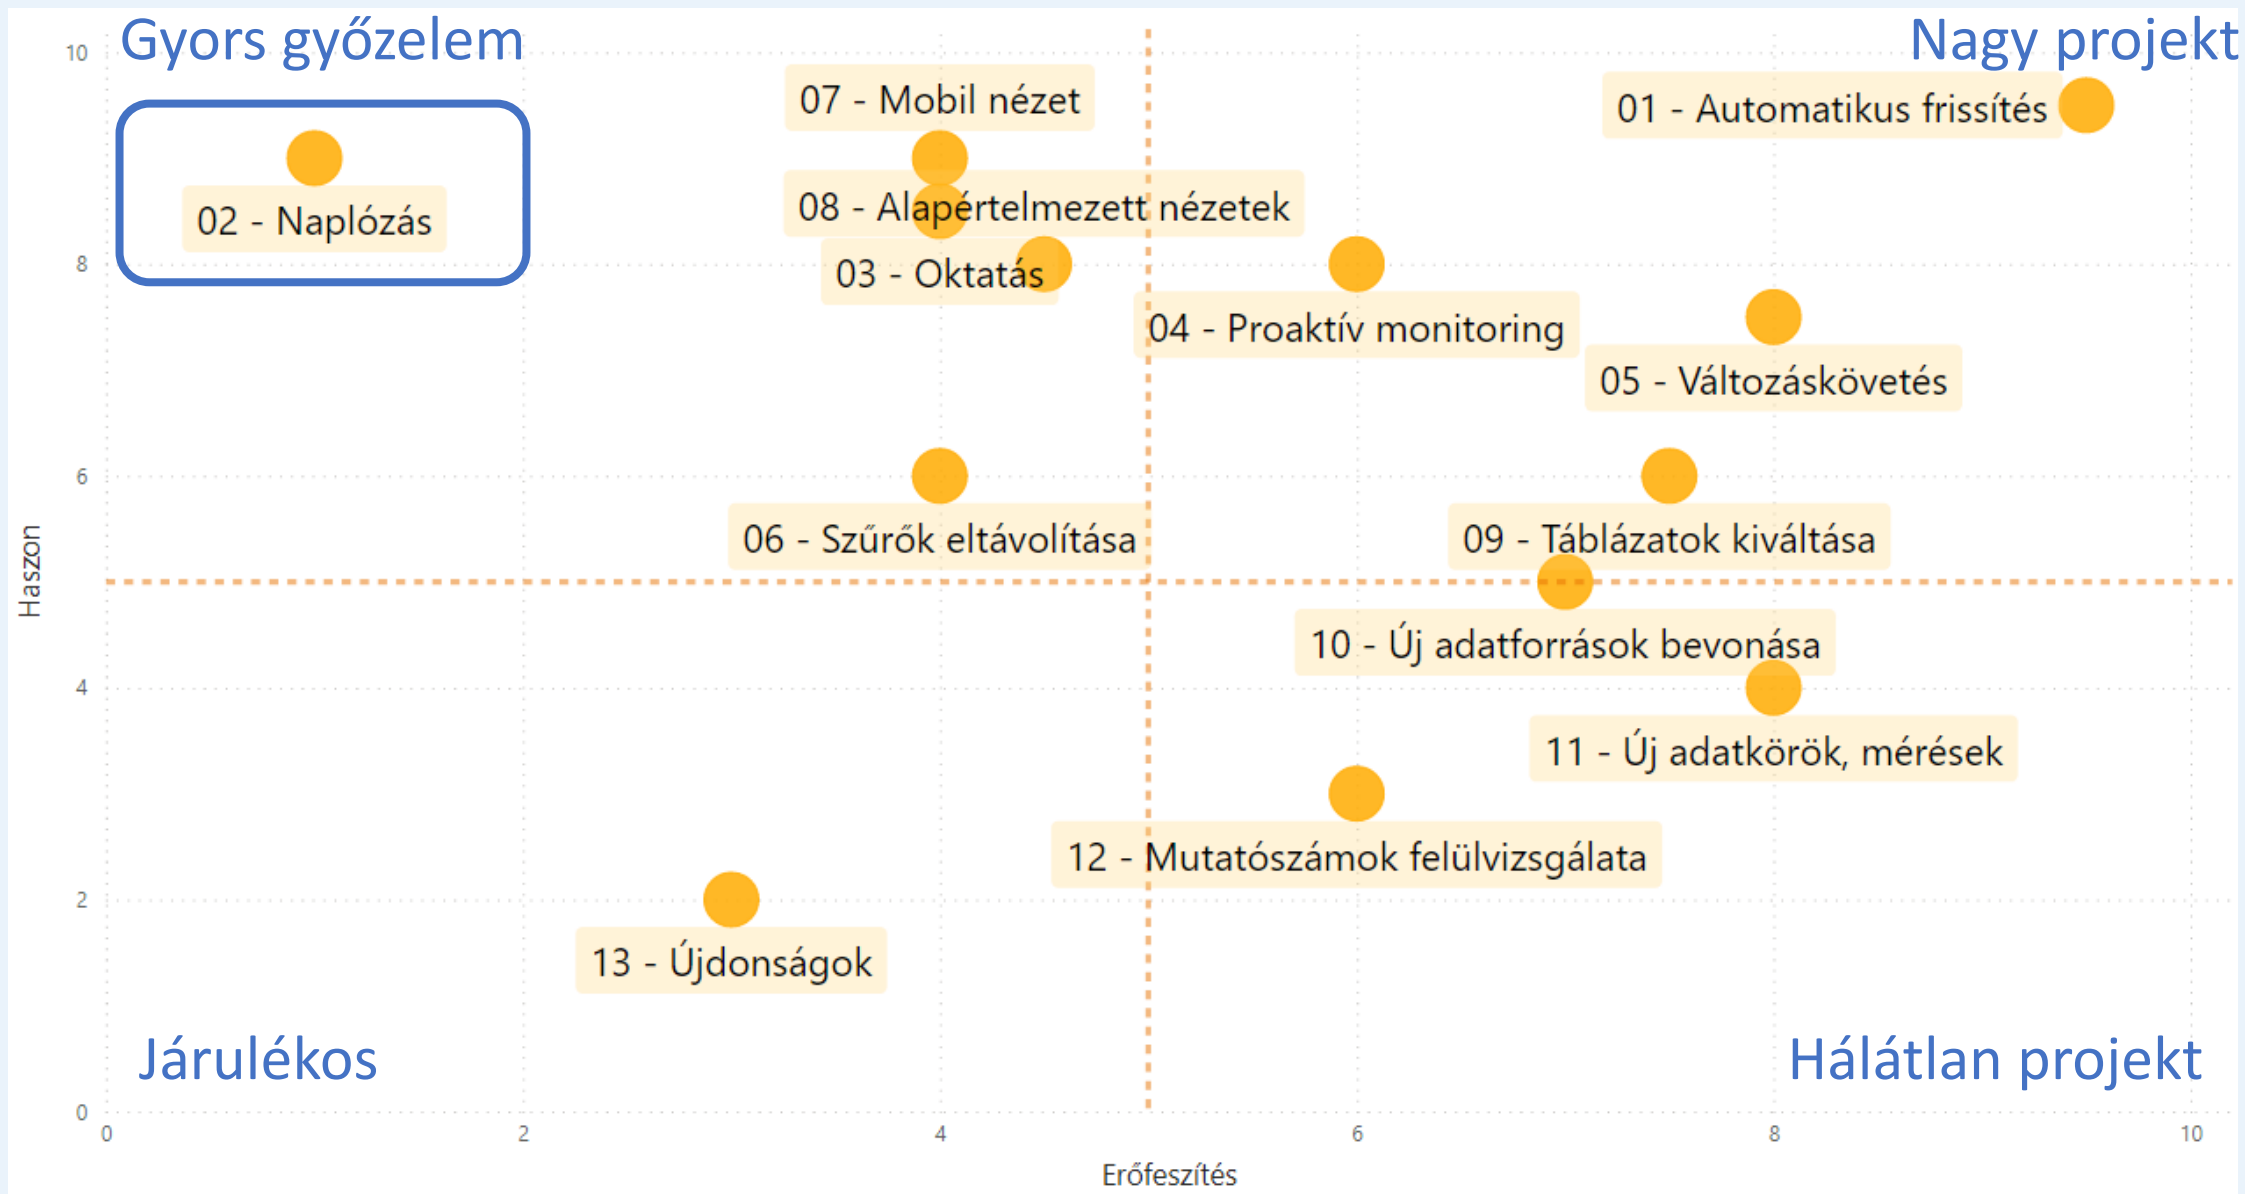 Gyors győzelem
Nagy projekt
10
07 - Mobil nézet
01 - Automatikus frissítés
02 - Naplózás
08 - Alapértelmezett nézetek
8
03 - Oktatás
04 - Proaktív monitoring
05 - Változáskövetés
6
06 - Szűrők eltávolítása
09 - Táblázatok kiváltása
Haszon
10 - Új adatforrások bevonása
4
11 - Új adatkörök, mérések
12 - Mutatószámok felülvizsgálata
2
13 - Újdonságok
Járulékos
Hálátlan projekt
0
0
2
4
6
8
10
Erőfeszítés